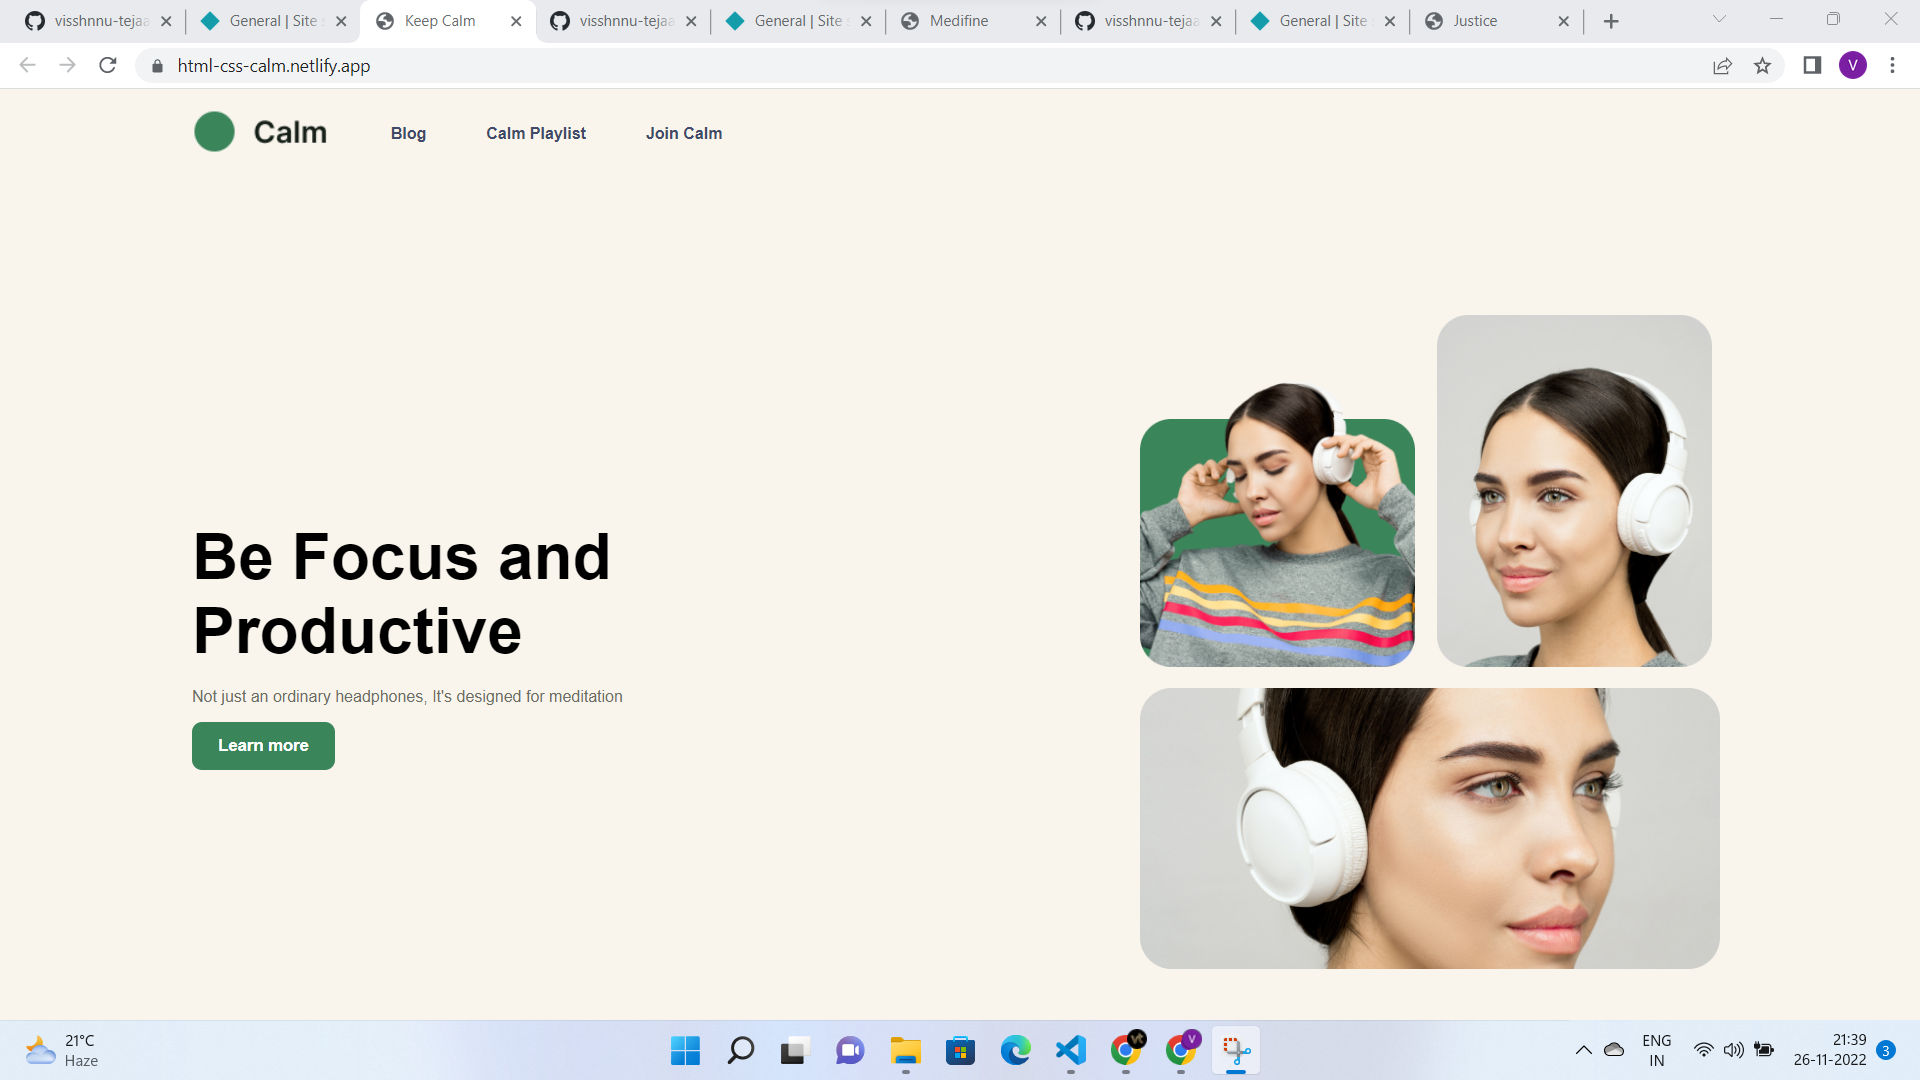 visshnnu-tejaa
General | Site s
Keep Calm
visshnnu-tejaa
General | Site s
Medifine
visshnnu-tejaa
General | Site s
Justice
html-css-calm.netlify.app
V
Calm
Blog
Calm Playlist
Join Calm
Be Focus and
Productive
Not just an ordinary headphones, It's designed for meditation
Learn more
21°C
Haze
V
ENG
IN
21:39
26-11-2022
3